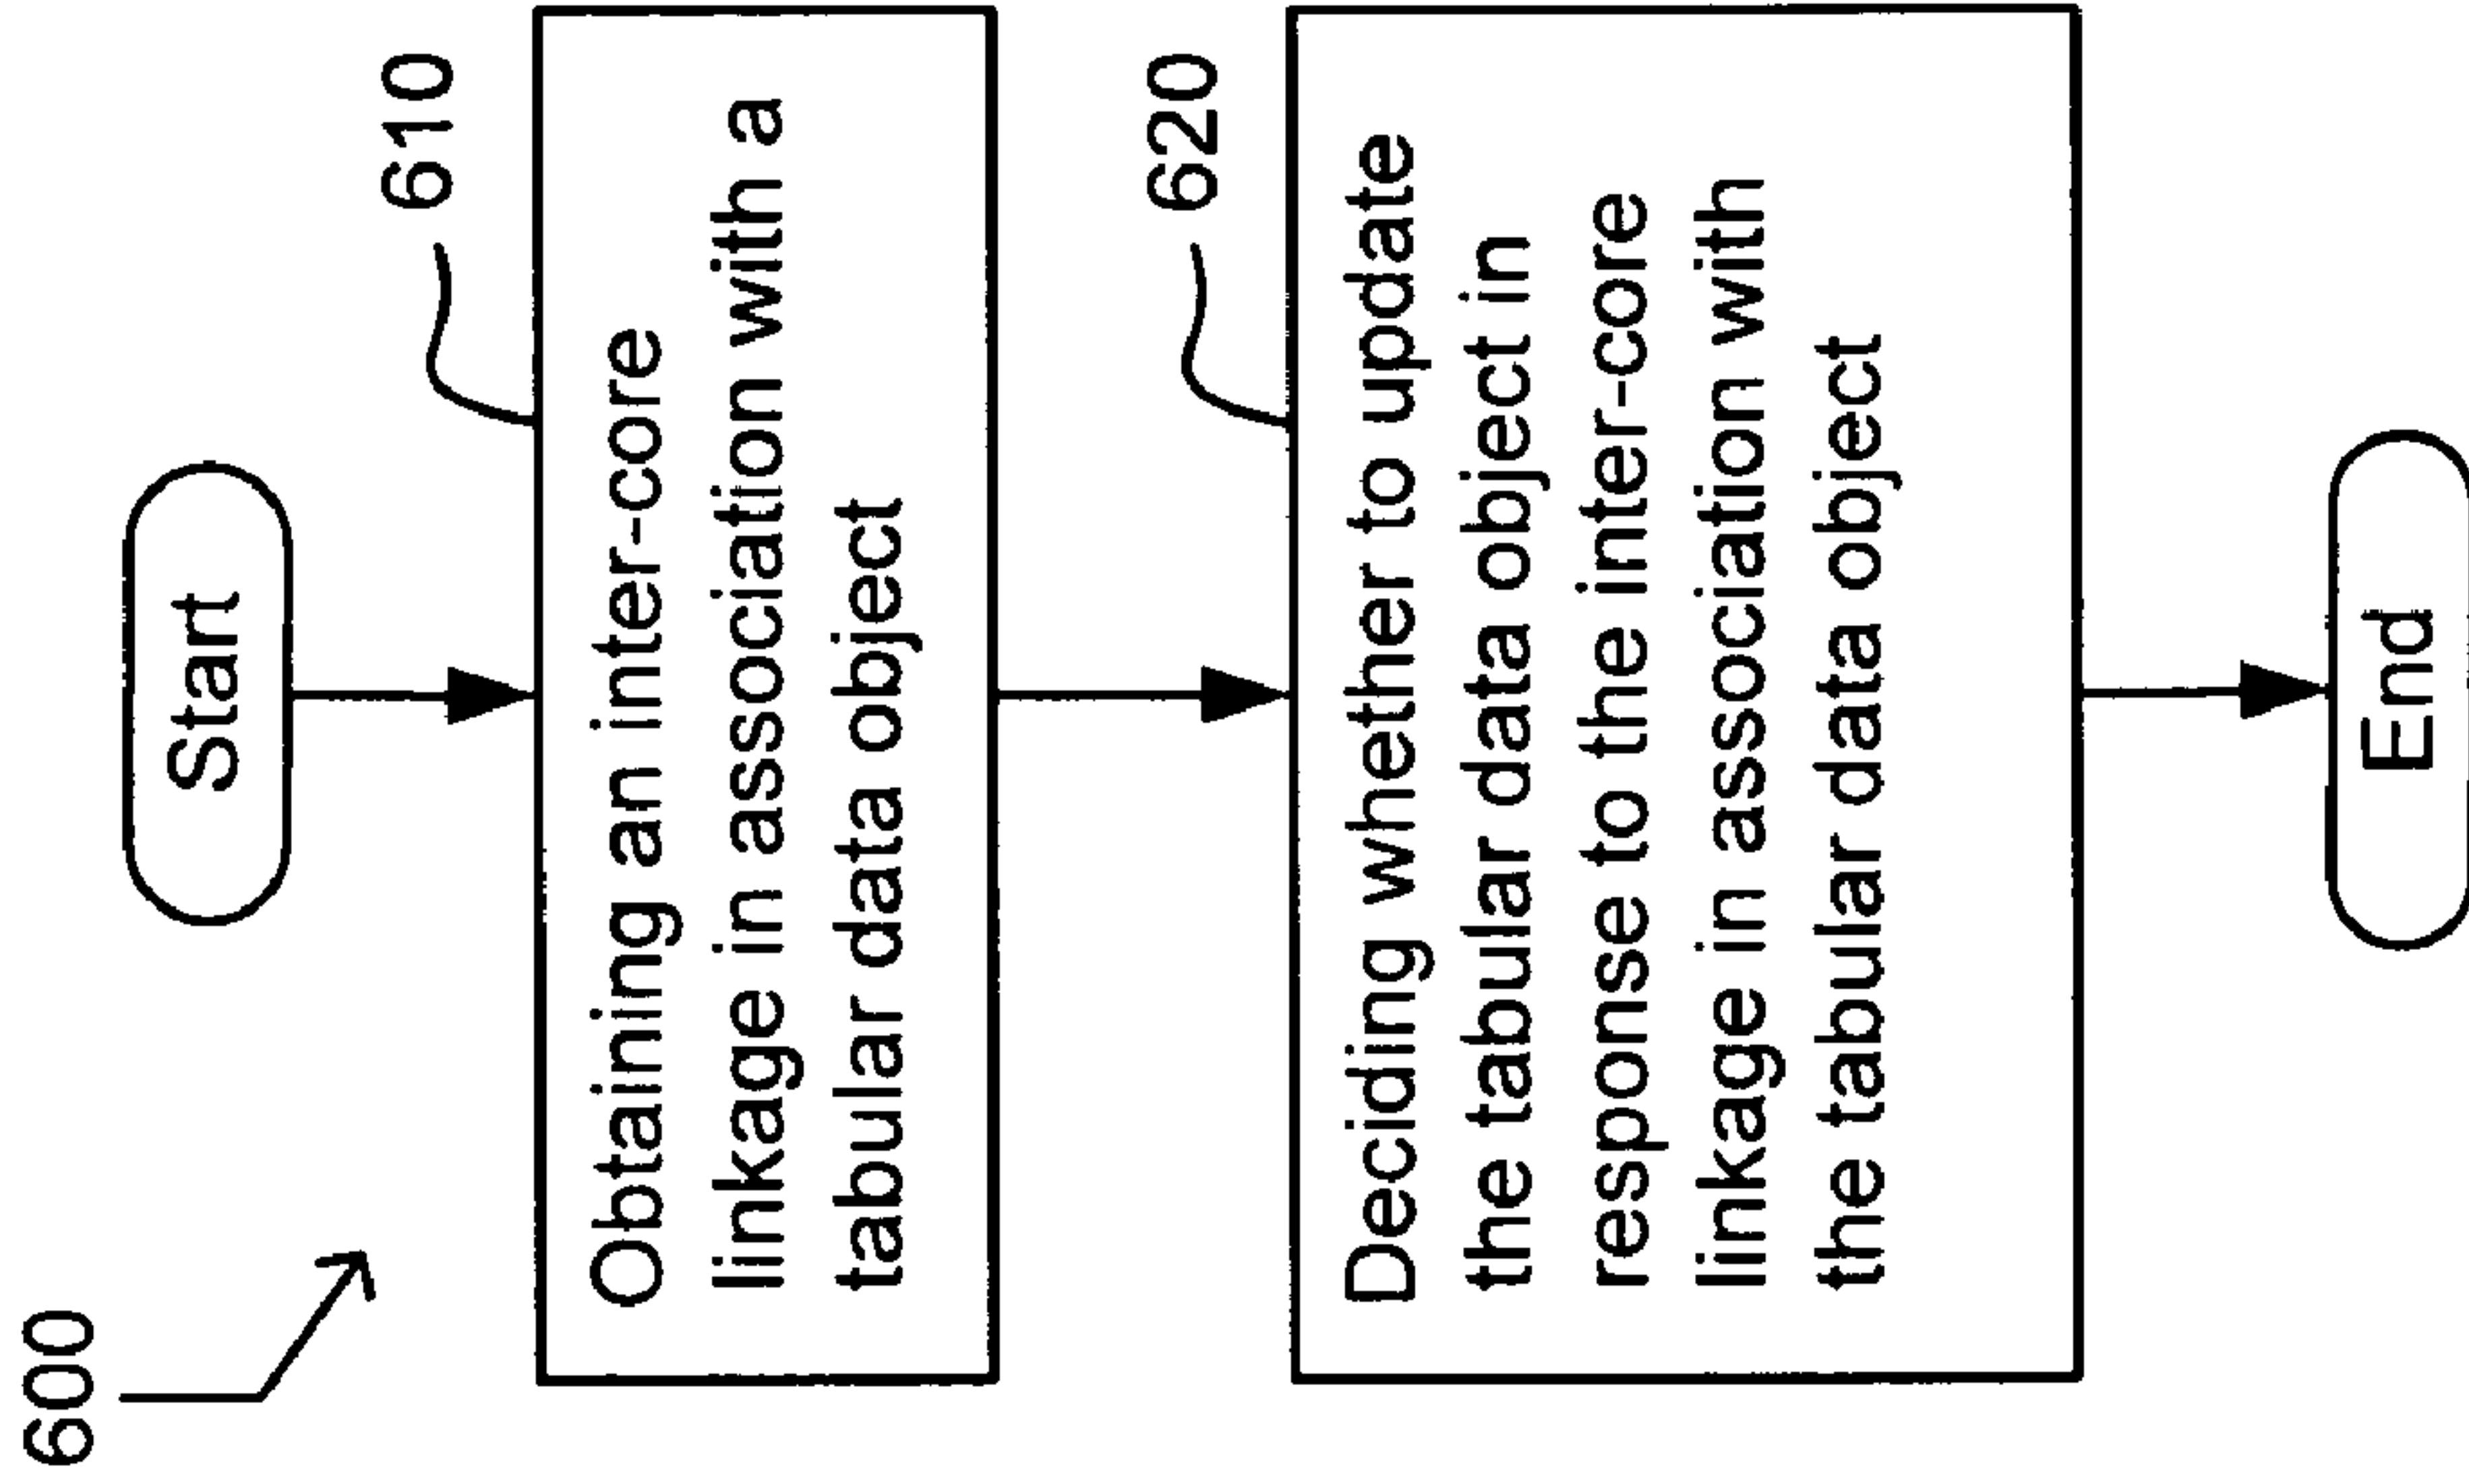 600
Start
610
Obtaining an inter-core
linkage in association with a
tabular data object
620
Deciding whether to update
the tabular data object in
response to the inter-core
linkage in association with
the tabular data object
End